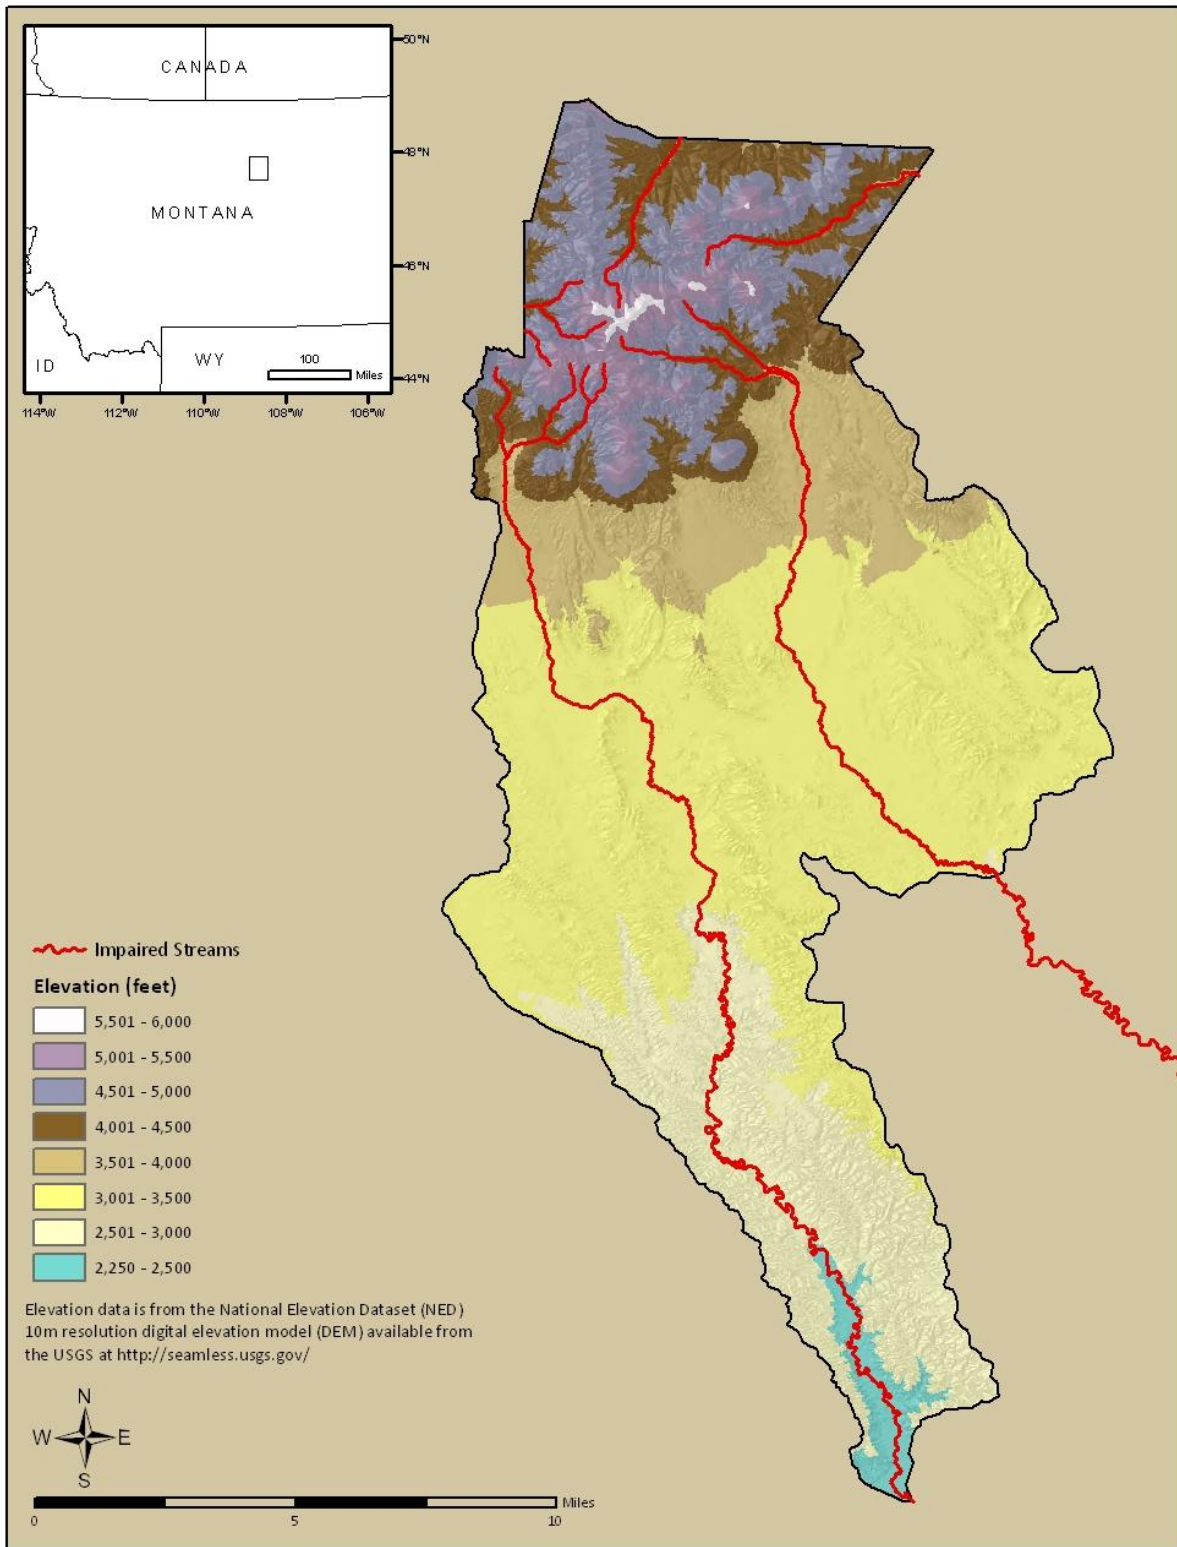 CANADA
MONTANA
ID
WY
100
Miles
50°N
48°N
46°N
44°N
114°W
112°W
110°W
108°W
106°W
Impaired Streams
Elevation (feet)
5,501 - 6,000
5,001 - 5,500
4,501 - 5,000
4,001 - 4,500
3,501 - 4,000
3,001 - 3,500
2,501 - 3,000
2,250 - 2,500
Elevation data is from the National Elevation Dataset (NED)
10m resolution digital elevation model (DEM) available from
the USGS at http://seamless.usgs.gov/
N
W E
S
Miles
0 5 10